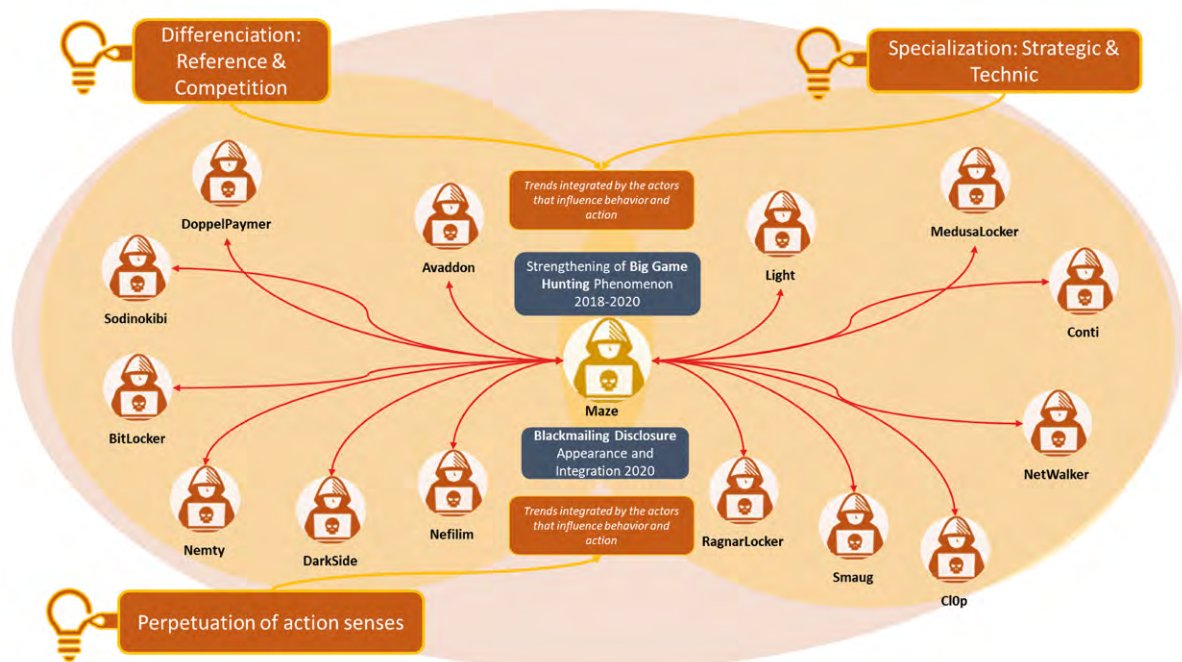 Differenciation:
Reference &
Competition
Specialization: Strategic &
Technic
Trends integrated by the actors
that influence behavior and
action
DoppelPaymer
Avaddon
Light
MedusaLocker
Strengthening of Big Game
Hunting Phenomenon
2018-2020
Sodinokibi
Conti
Maze
BitLocker
Blackmailing Disclosure
Appearance and
Integration 2020
NetWalker
Trends integrated by the actors
that influence behavior and
action
Nemty
DarkSide
Nefilim
RagnarLocker
Smaug
Cl0p
Perpetuation of action senses